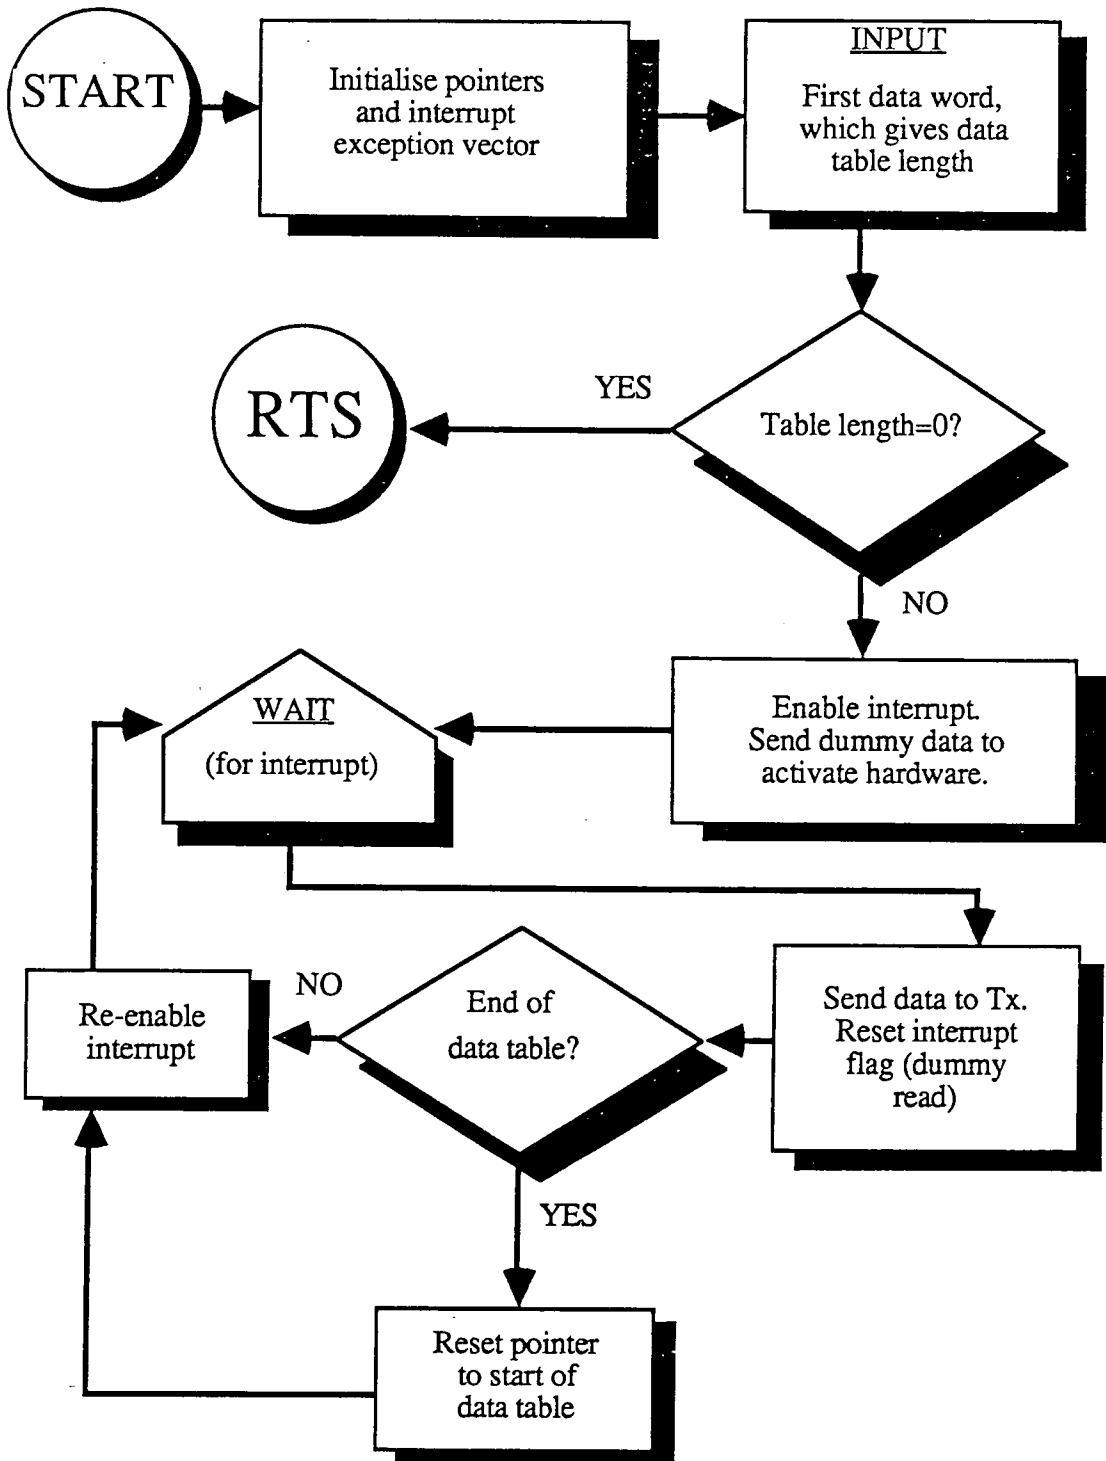 START
Initialise pointers
and interrupt
exception vector
INPUT
First data word,
which gives data
table length
Table length=0?
YES
RTS
NO
Enable interrupt.
Send dummy data to
activate hardware.
WAIT
(for interrupt)
Send data to Tx.
Reset interrupt
flag (dummy
read)
End of
data table?
NO
Re-enable
interrupt
YES
Reset pointer
to start of
data table